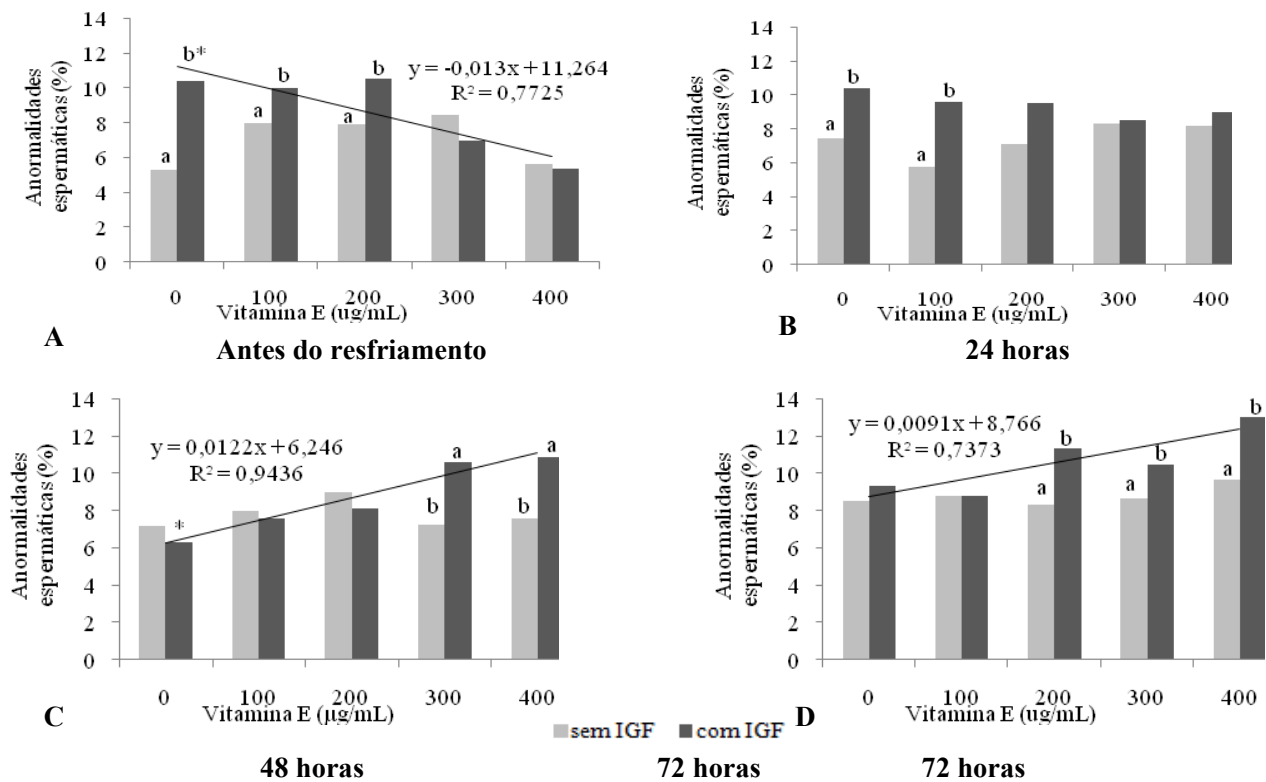 14
12
10
8
6
4
2
0
Anormalidades
espermáticas (%)
b*
b
b
a
a
a
y = -0,013x + 11,264
R² = 0,7725
0 100 200 300 400
Vitamina E (ug/mL)
A
Antes do resfriamento
14
12
10
8
6
4
2
0
Anormalidades
espermáticas (%)
b
b
a
a
0 100 200 300 400
Vitamina E (ug/mL)
B
24 horas
14
12
10
8
6
4
2
0
Anormalidades
espermáticas (%)
y = 0,0122x + 6,246
R² = 0,9436
*
a
a
b
b
0 100 200 300 400
Vitamina E (µg/mL)
C
48 horas
14
12
10
8
6
4
2
0
Anormalidades
espermáticas (%)
y = 0,0091x + 8,766
R² = 0,7373
b
b
b
a
a
a
0 100 200 300 400
Vitamina E (ug/mL)
D
sem IGF com IGF
72 horas
72 horas